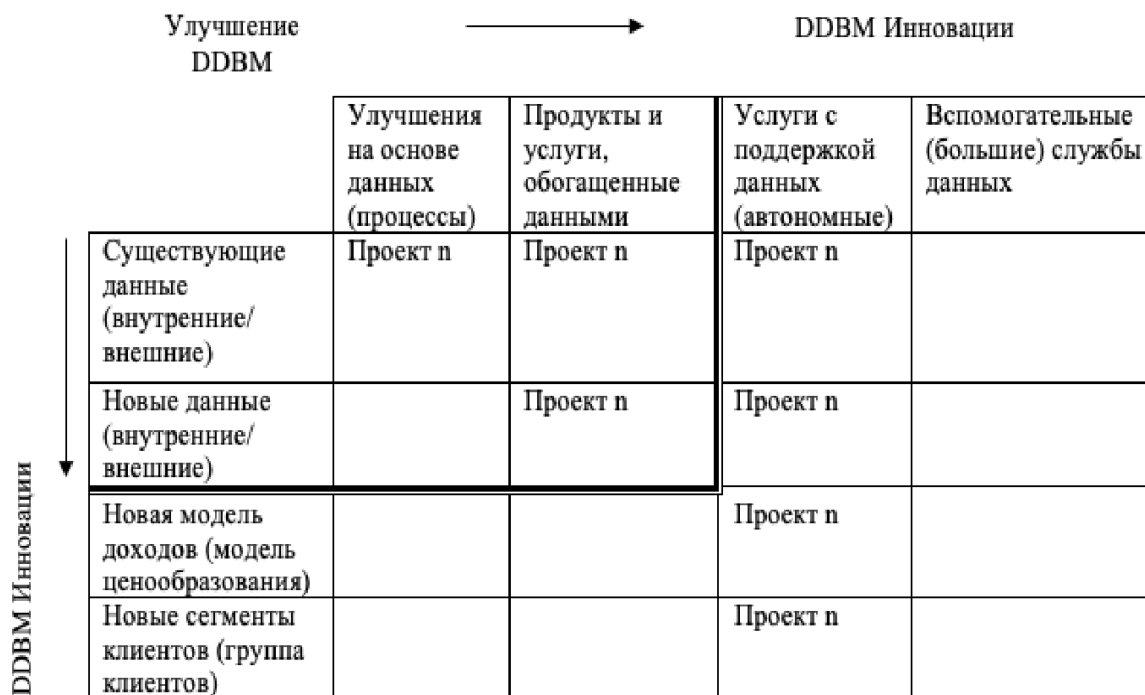 Улучшение
DDBM
DDBM Инновации
Улучшения
на основе
данных
(процессы)
Продукты и
услуги,
обогащенные
данными
Услуги с
поддержкой
данных
(автономные)
Вспомогательные
(большие) службы
данных
Существующие
данные
(внутренние/
внешние)
Проект n
Проект n
Проект n
Новые данные
(внутренние/
внешние)
Проект n
Проект n
Новая модель
доходов (модель
ценообразования)
Проект n
Новые сегменты
клиентов (группа
клиентов)
Проект n
DDBM Инновации